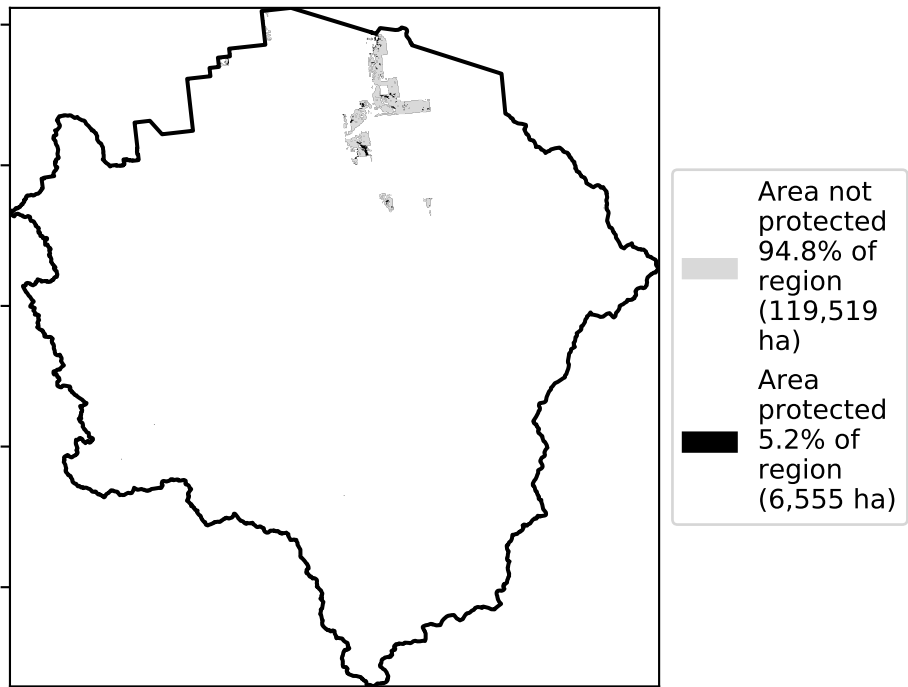 Area not
protected
94.8% of
region
(119,519
ha)
Area
protected
5.2% of
region
(6,555 ha)